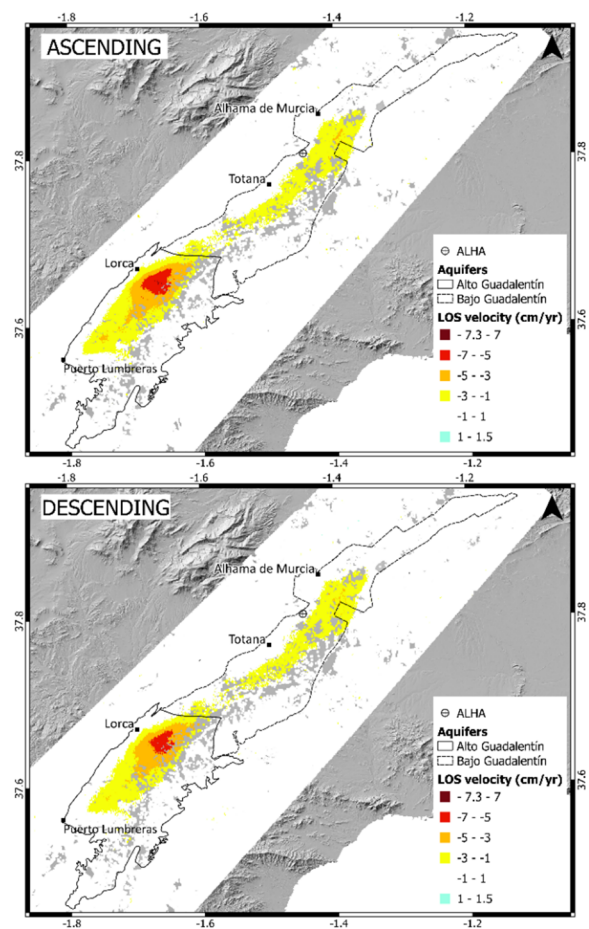 -1.8 -1.6 -1.4 -1.2
ASCENDING
Alhama de Murcia
37.8
37.8
Totana
Lorca
ALHA
Aquifers
Alto Guadalentín
Bajo Guadalentín
LOS velocity (cm/yr)
- 7.3 - 7
-7 - -5
-5 - -3
-3 - -1
-1 - 1
1 - 1.5
37.6
37.6
Puerto Lumbreras
-1.8 -1.6 -1.4 -1.2
-1.8 -1.6 -1.4 -1.2
DESCENDING
Alhama de Murcia
37.8
37.8
Totana
Lorca
ALHA
Aquifers
Alto Guadalentín
Bajo Guadalentín
LOS velocity (cm/yr)
- 7.3 - 7
-7 - -5
-5 - -3
-3 - -1
-1 - 1
1 - 1.5
37.6
37.6
Puerto Lumbreras
-1.8 -1.6 -1.4 -1.2